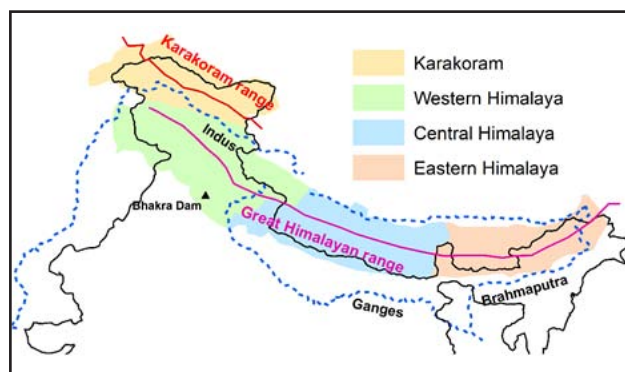 Karakoram range
Indus
Bhakra Dam
Great Himalayan range
Ganges
Brahmaputra
Karakoram
Western Himalaya
Central Himalaya
Eastern Himalaya